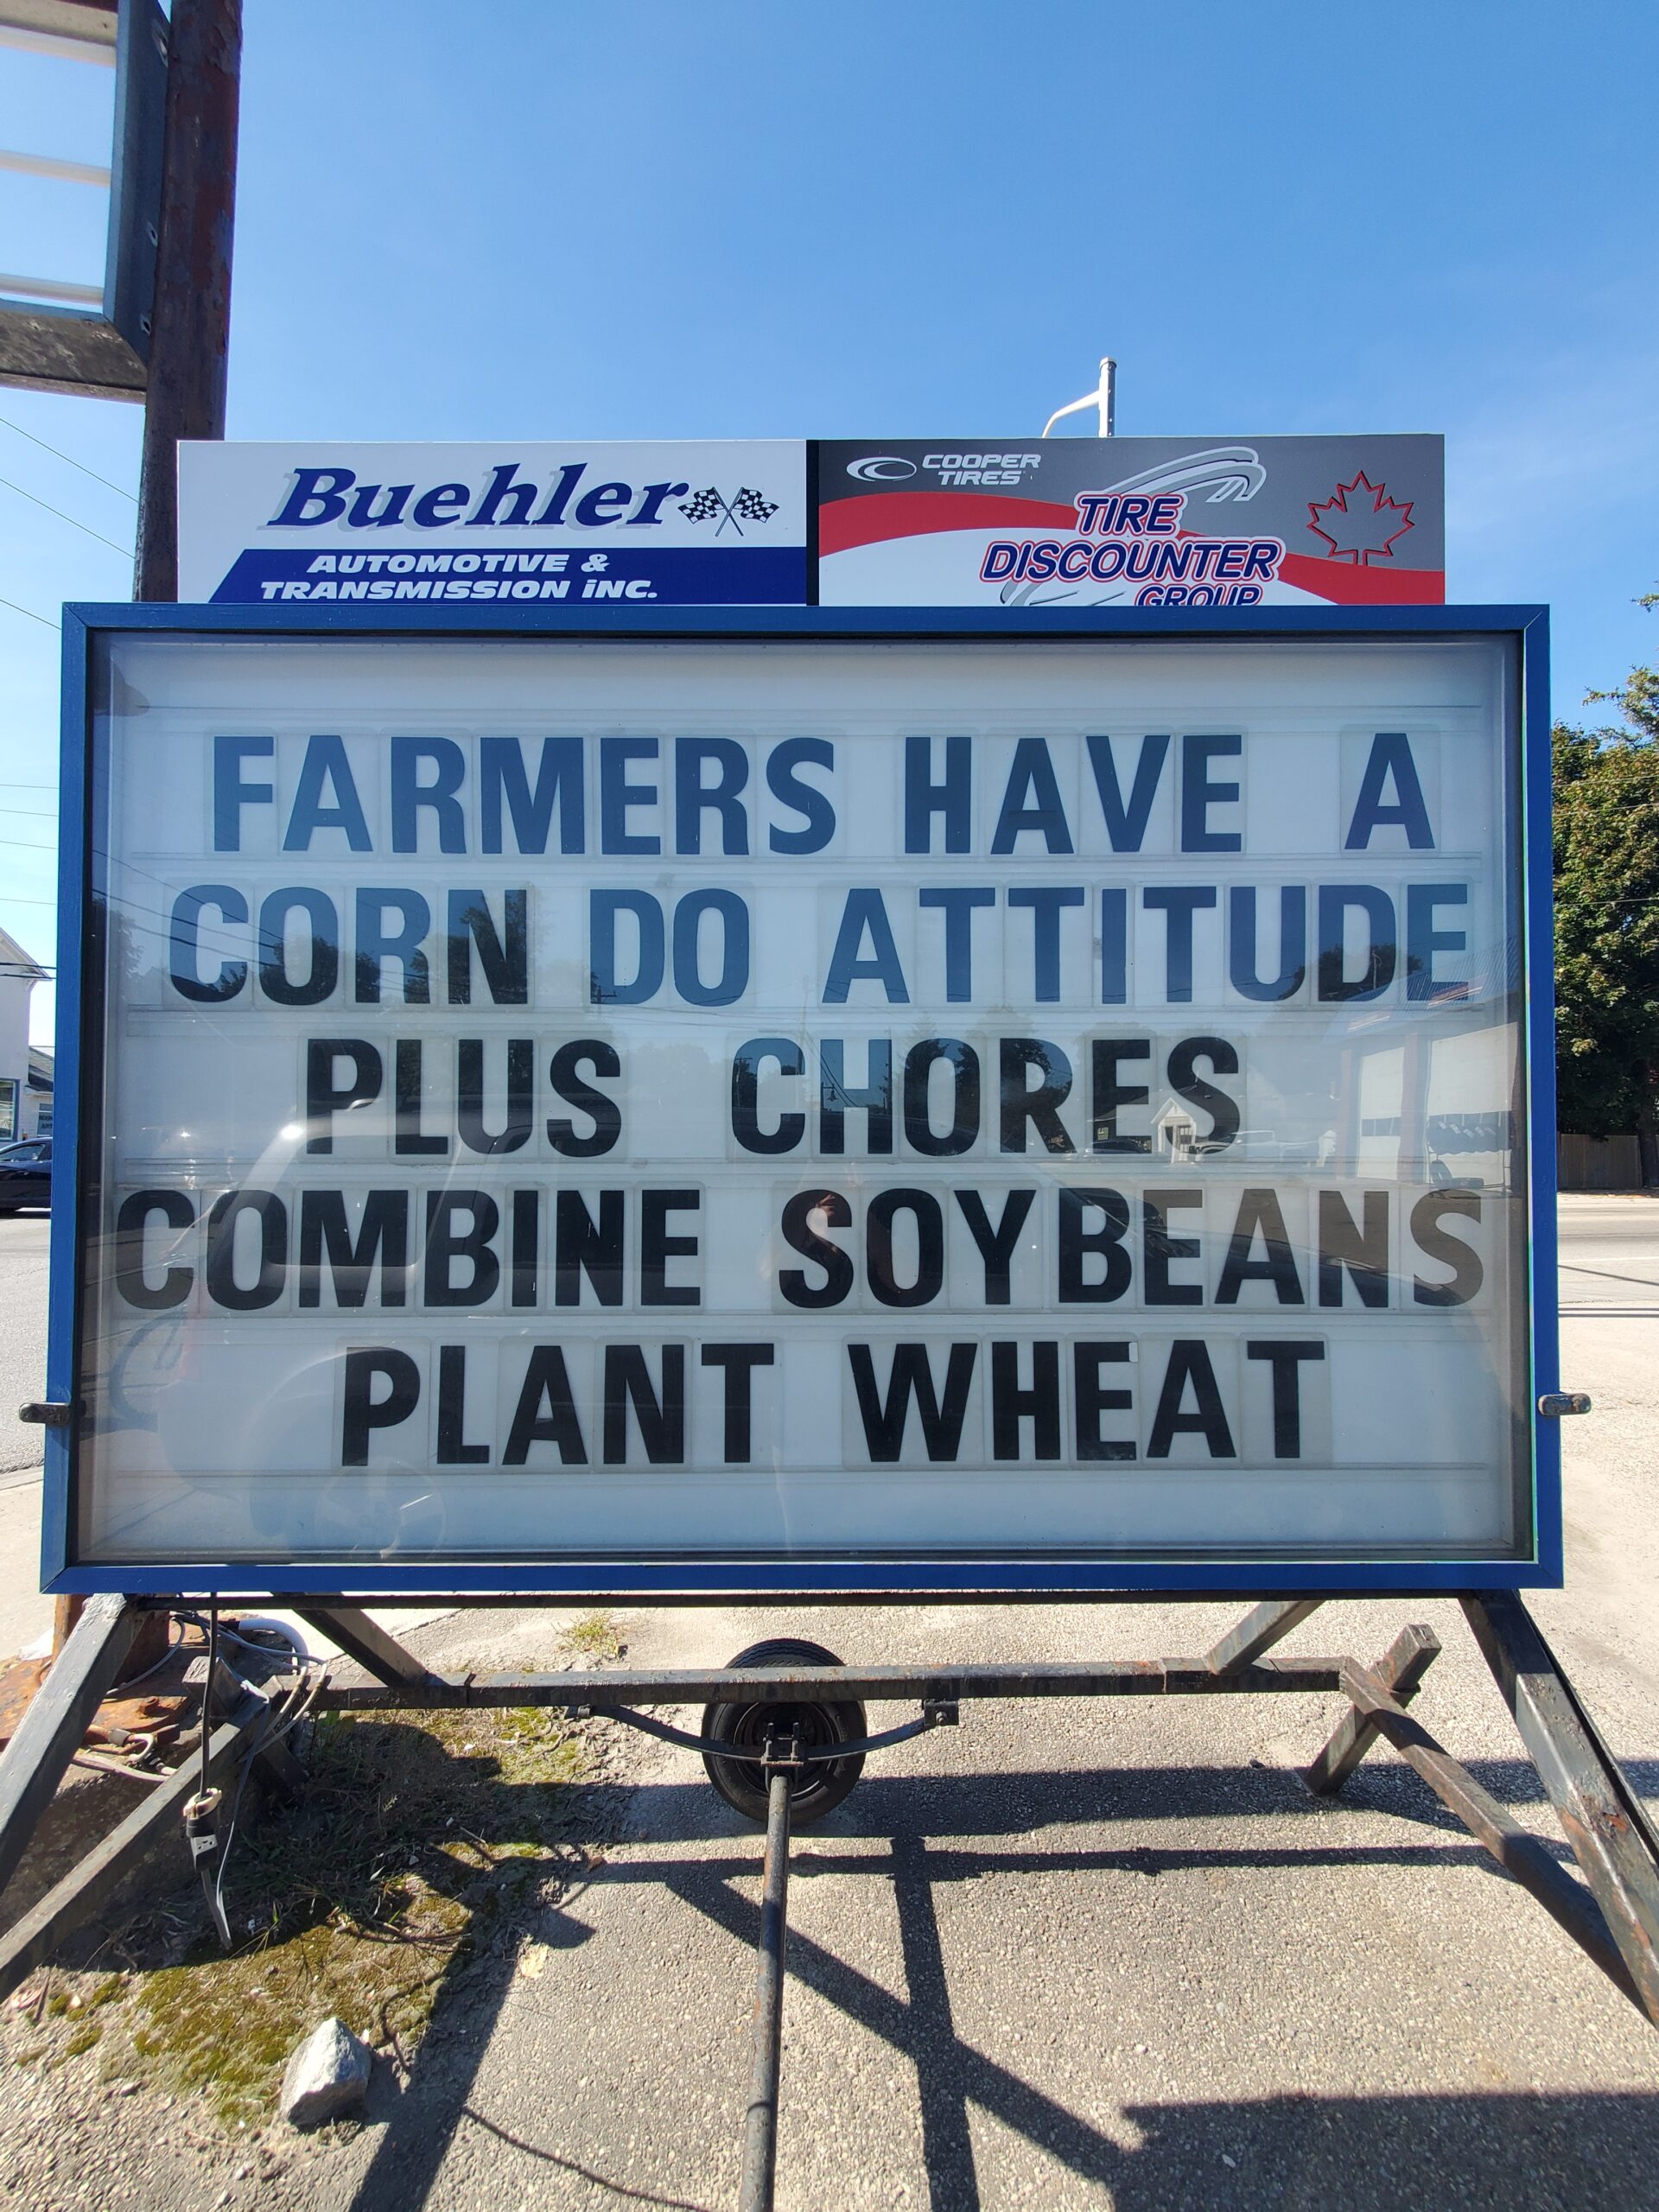 Buehler
AUTOMOTIVE &
TRANSMISSION iNC.
COOPER
TIRES
TIRE
DISCOUNTER
GROUP
FARMERS HAVE A
CORN DO ATTITUDE
PLUS CHORES
COMBINE SOYBEANS
PLANT WHEAT